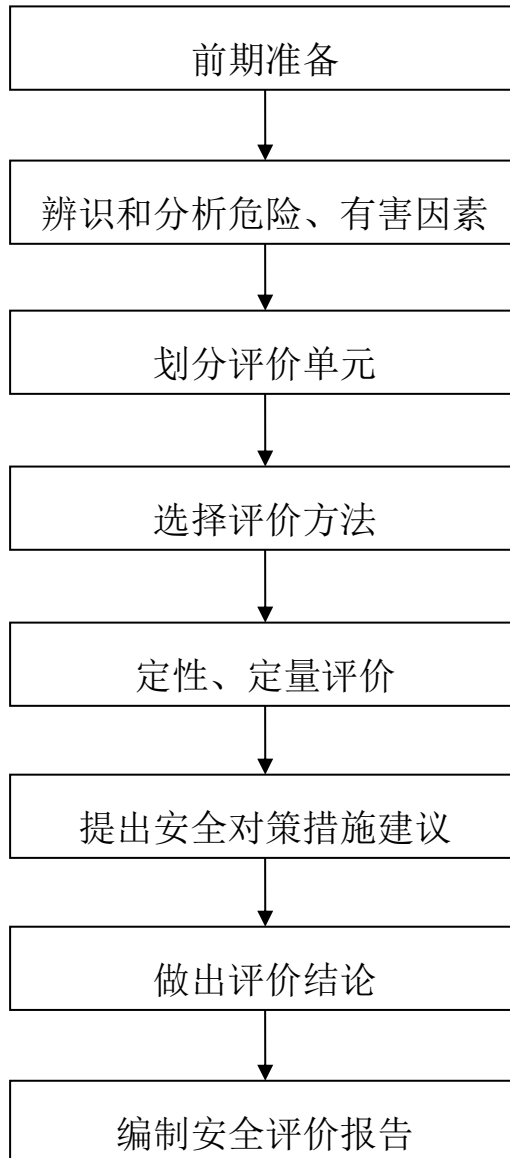 前期准备
辨识和分析危险、有害因素
划分评价单元
选择评价方法
定性、定量评价
提出安全对策措施建议
做出评价结论
编制安全评价报告